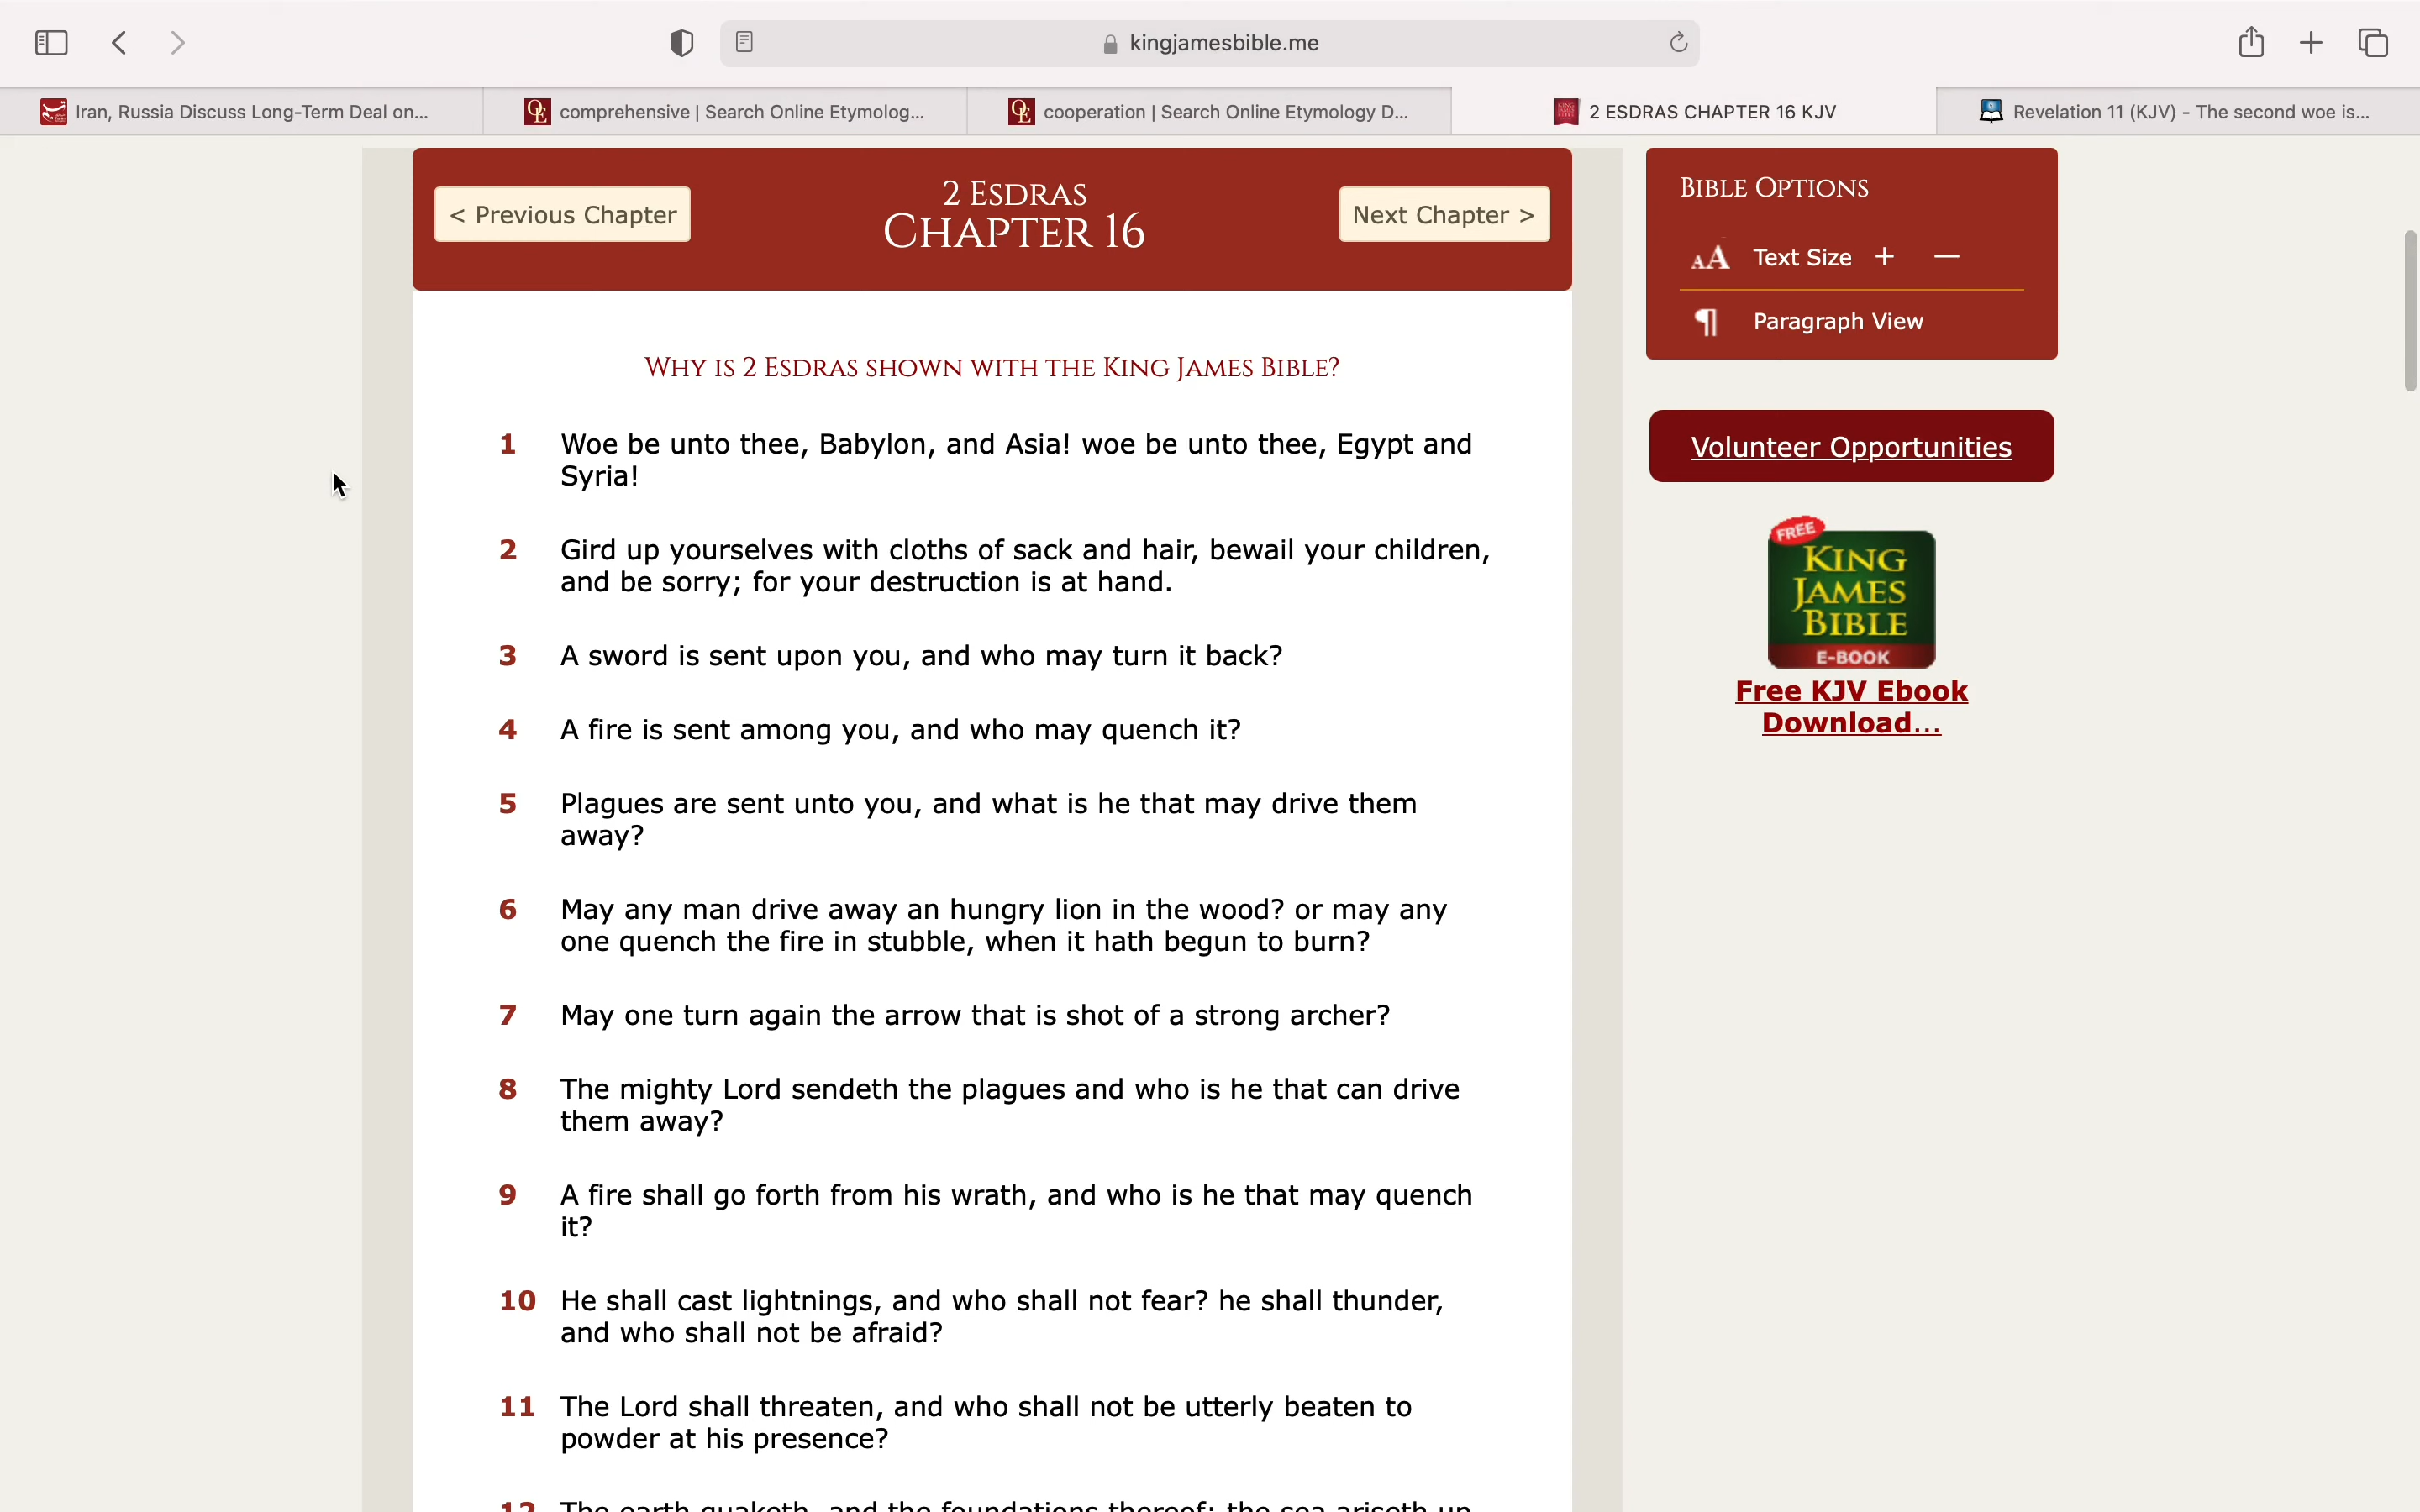 kingjamesbible.me
Iran, Russia Discuss Long-Term Deal on...
comprehensive | Search Online Etymolog...
cooperation | Search Online Etymology D...
2 ESDRAS CHAPTER 16 KJV
Revelation 11 (KJV) - The second woe is...
< Previous Chapter
2 Esdras
Chapter 16
Next Chapter >
Why is 2 Esdras shown with the King James Bible?
1 Woe be unto thee, Babylon, and Asia! woe be unto thee, Egypt and
Syria!
2 Gird up yourselves with cloths of sack and hair, bewail your children,
and be sorry; for your destruction is at hand.
3 A sword is sent upon you, and who may turn it back?
4 A fire is sent among you, and who may quench it?
5 Plagues are sent unto you, and what is he that may drive them
away?
6 May any man drive away an hungry lion in the wood? or may any
one quench the fire in stubble, when it hath begun to burn?
7 May one turn again the arrow that is shot of a strong archer?
8 The mighty Lord sendeth the plagues and who is he that can drive
them away?
9 A fire shall go forth from his wrath, and who is he that may quench
it?
10 He shall cast lightnings, and who shall not fear? he shall thunder,
and who shall not be afraid?
11 The Lord shall threaten, and who shall not be utterly beaten to
powder at his presence?
12 The earth quaketh, and the foundations thereof; the sea ariseth up
Bible Options
AA Text Size + —
¶ Paragraph View
Volunteer Opportunities
FREE
KING
JAMES
BIBLE
E-BOOK
Free KJV Ebook
Download...